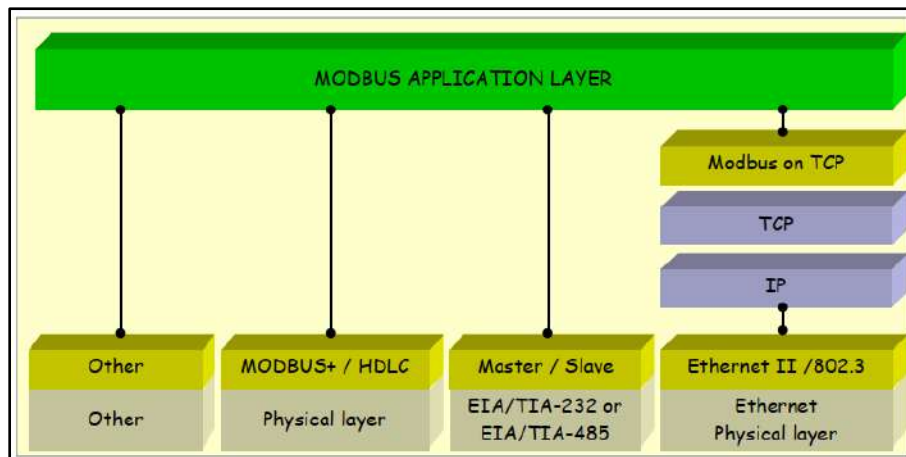 MODBUS APPLICATION LAYER
Modbus on TCP
TCP
IP
Other
MODBUS+ / HDLC
Master / Slave
Ethernet II /802.3
Other
Physical layer
EIA/TIA-232 or
EIA/TIA-485
Ethernet
Physical layer